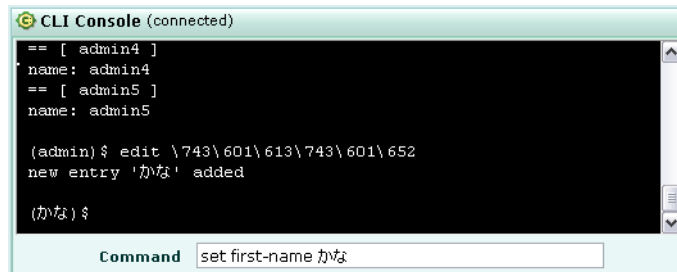 CLI Console (connected)
== [ admin4 ]
name: admin4
== [ admin5 ]
name: admin5
(admin)$ edit \743\601\613\743\601\652
new entry 'かな' added
(かな)$
Command set first-name かな